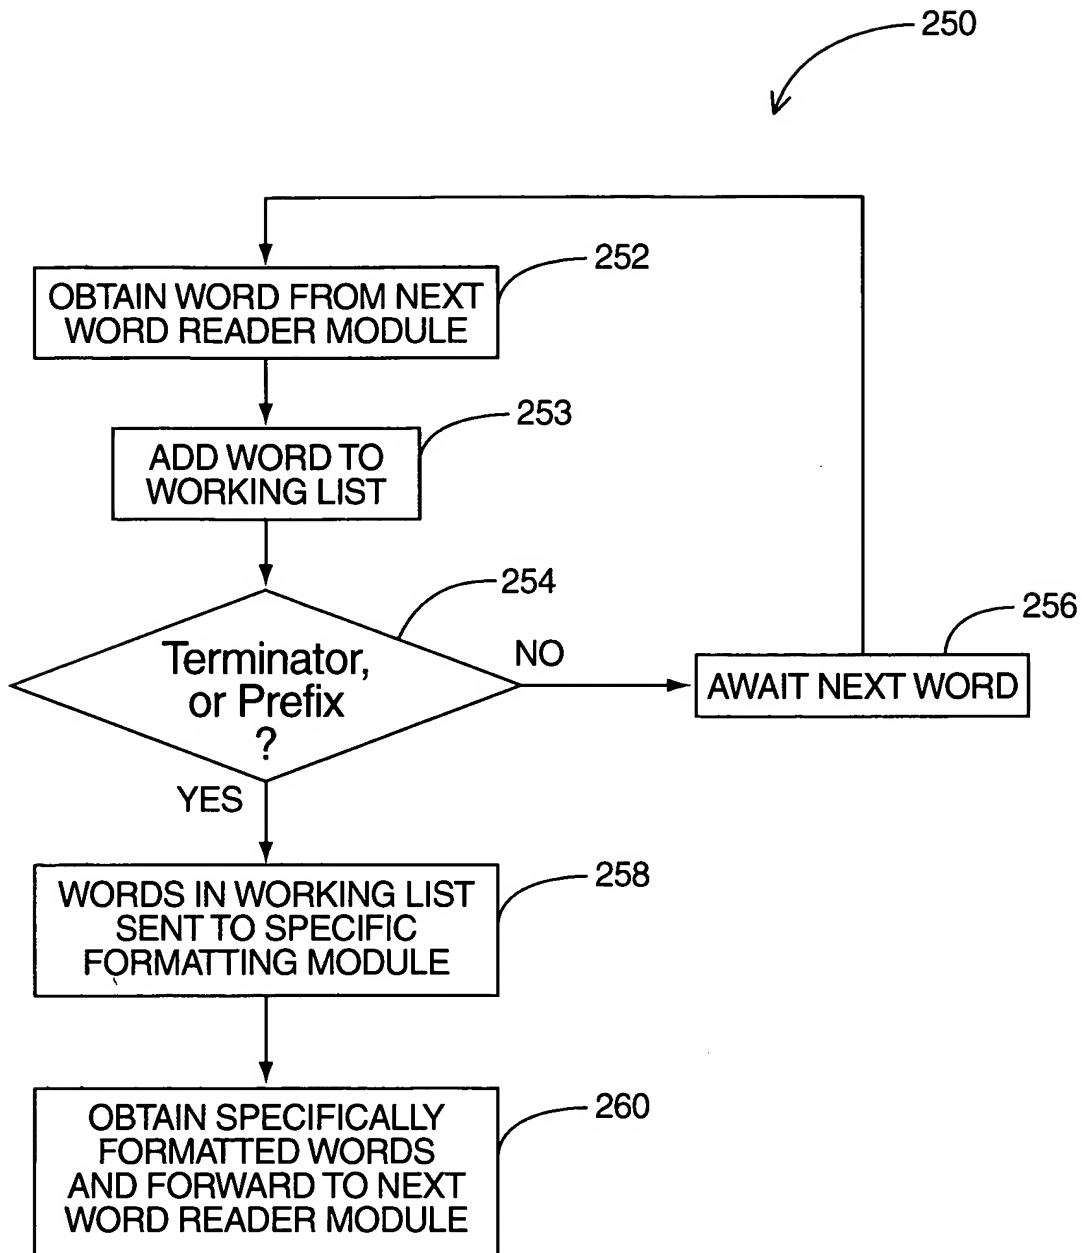 250
252
OBTAIN WORD FROM NEXT
WORD READER MODULE
253
ADD WORD TO
WORKING LIST
254
Terminator,
or Prefix
?
NO
256
AWAIT NEXT WORD
YES
258
WORDS IN WORKING LIST
SENT TO SPECIFIC
FORMATTING MODULE
260
OBTAIN SPECIFICALLY
FORMATTED WORDS
AND FORWARD TO NEXT
WORD READER MODULE